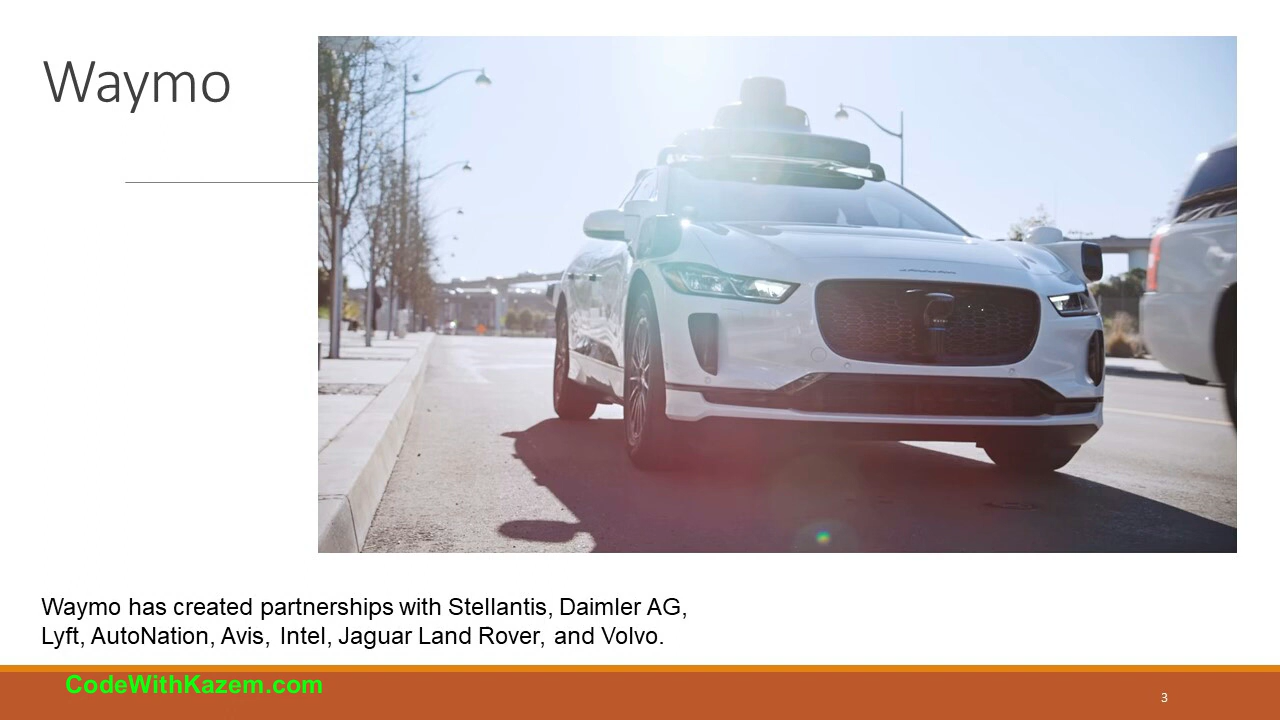 Waymo
Waymo has created partnerships with Stellantis, Daimler AG,
Lyft, AutoNation, Avis, Intel, Jaguar Land Rover, and Volvo.
CodeWithKazem.com
3